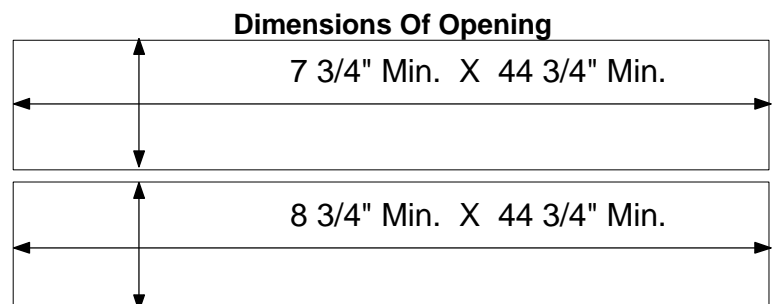 Dimensions Of Opening
7 3/4" Min. X 44 3/4" Min.
8 3/4" Min. X 44 3/4" Min.